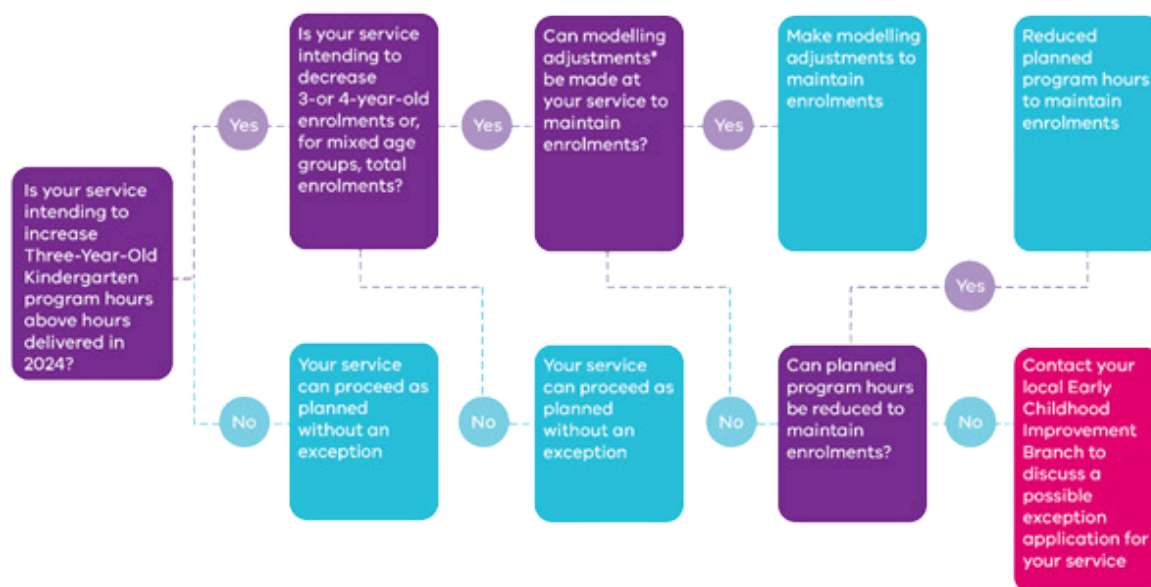 Is your service
intending to
increase
Three-Year-Old
Kindergarten
program hours
above hours
delivered in
2024?
Yes
No
Is your service
intending to
decrease
3-or 4-year-old
enrolments or,
for mixed age
groups, total
enrolments?
Your service
can proceed as
planned
without an
exception
Yes
No
Can modelling
adjustments*
be made at
your service to
maintain
enrolments?
Your service
can proceed as
planned
without an
exception
Yes
No
Make modelling
adjustments to
maintain
enrolments
Can planned
program hours
be reduced to
maintain
enrolments?
Yes
No
Reduced
planned
program hours
to maintain
enrolments
Contact your
local Early
Childhood
Improvement
Branch to
discuss a
possible
exception
application for
your service